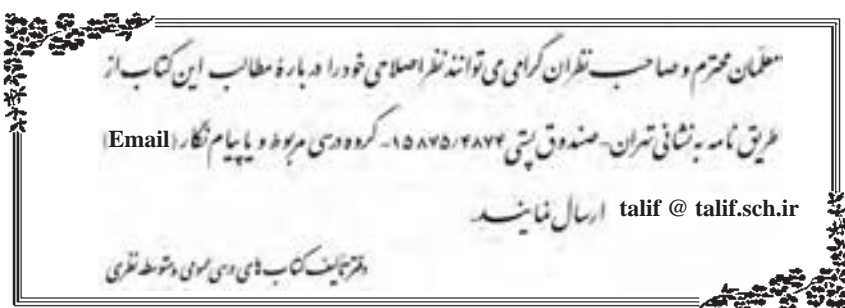 معلمان محترم و صاحب نظران گرامی می توانند نظر اصلاحی خود را در بارهٔ مطالب این کتاب از
طریق نامه به نشانی تهران - صندوق پستی ۱۵۸۷۵/۴۸۷۴ - گروه درسی مربوط و یا پیام نگار (Email)
talif @ talif.sch.ir ارسال نمایند.
دفتر تألیف کتاب های درسی عمومی و متوسطه نظری